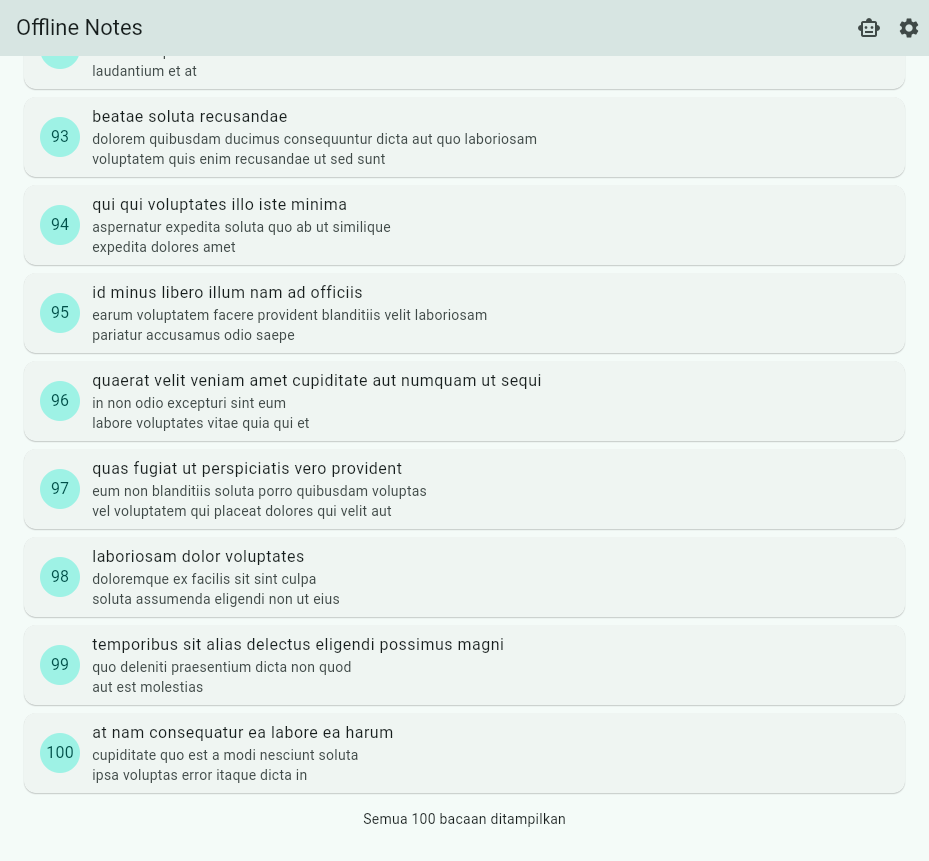 Offline Notes
laudantium et at
93
beatae soluta recusandae
dolorem quibusdam ducimus consequuntur dicta aut quo laboriosam
voluptatem quis enim recusandae ut sed sunt
94
qui qui voluptates illo iste minima
aspernatur expedita soluta quo ab ut similique
expedita dolores amet
95
id minus libero illum nam ad officiis
earum voluptatem facere provident blanditiis velit laboriosam
pariatur accusamus odio saepe
96
quaerat velit veniam amet cupiditate aut numquam ut sequi
in non odio excepturi sint eum
labore voluptates vitae quia qui et
97
quas fugiat ut perspiciatis vero provident
eum non blanditiis soluta porro quibusdam voluptas
vel voluptatem qui placeat dolores qui velit aut
98
laboriosam dolor voluptates
doloremque ex facilis sit sint culpa
soluta assumenda eligendi non ut eius
99
temporibus sit alias delectus eligendi possimus magni
quo deleniti praesentium dicta non quod
aut est molestias
100
at nam consequatur ea labore ea harum
cupiditate quo est a modi nesciunt soluta
ipsa voluptas error itaque dicta in
Semua 100 bacaan ditampilkan